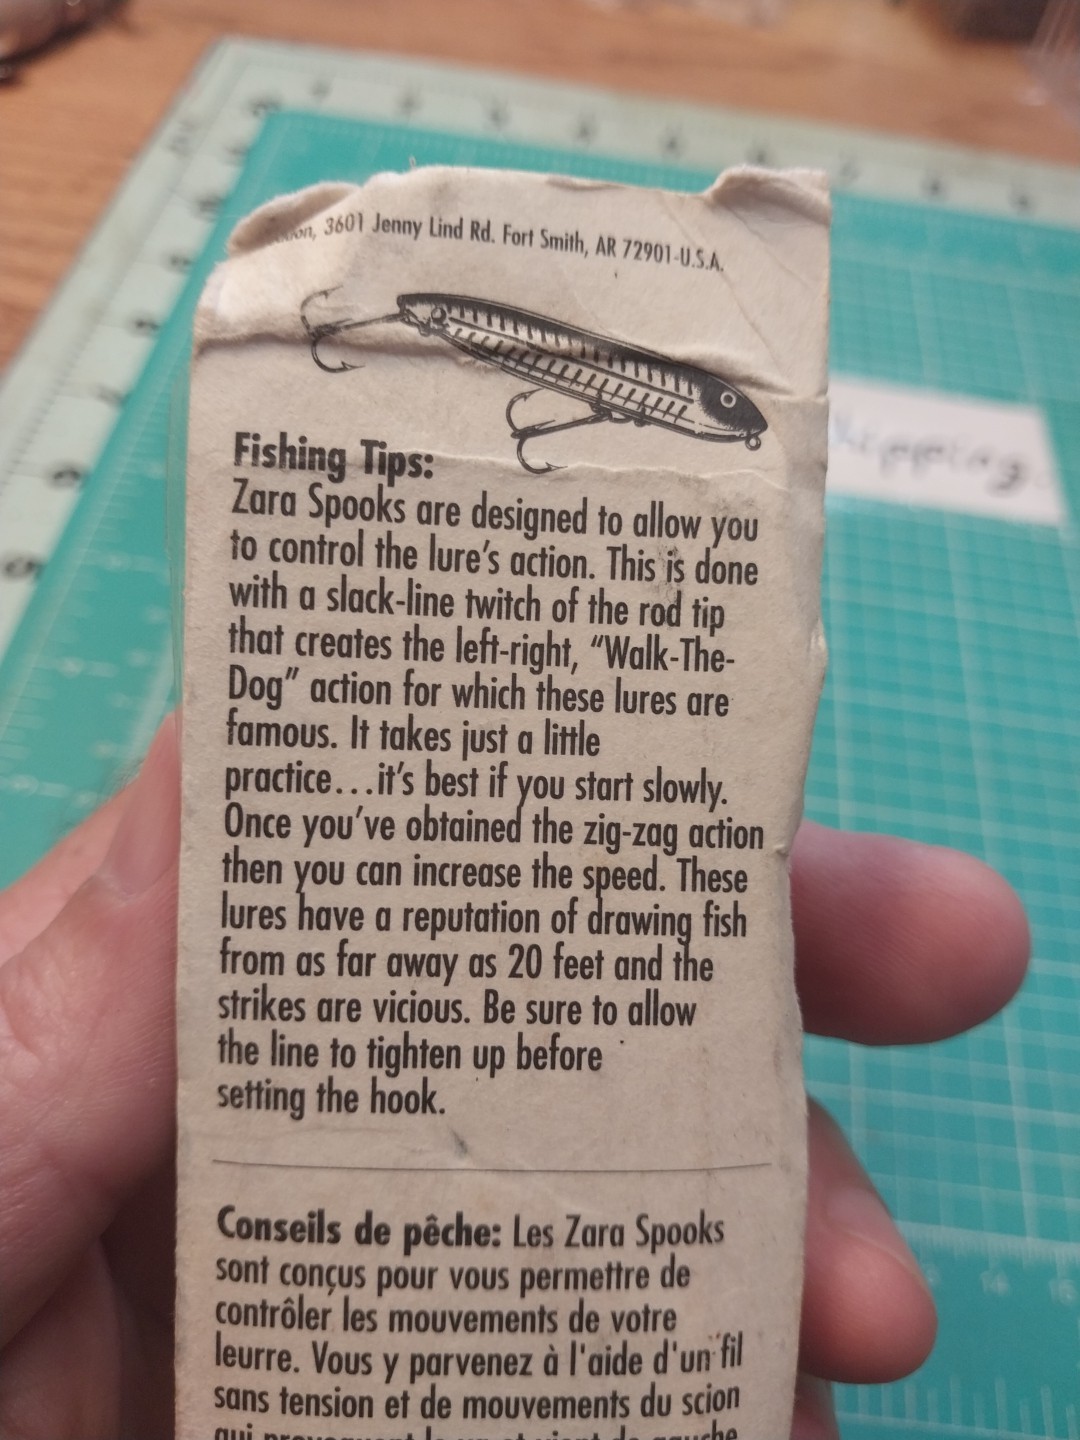 3601 Jenny Lind Rd. Fort Smith, AR 72901-U.S.A.
Fishing Tips:
Zara Spooks are designed to allow you
to control the lure's action. This is done
with a slack-line twitch of the rod tip
that creates the left-right, “Walk-The-
Dog” action for which these lures are
famous. It takes just a little
practice...it's best if you start slowly.
Once you've obtained the zig-zag action
then you can increase the speed. These
lures have a reputation of drawing fish
from as far away as 20 feet and the
strikes are vicious. Be sure to allow
the line to tighten up before
setting the hook.
Conseils de pêche: Les Zara Spooks
sont conçus pour vous permettre de
contrôler les mouvements de votre
leurre. Vous y parvenez à l'aide d'un fil
sans tension et de mouvements du scion